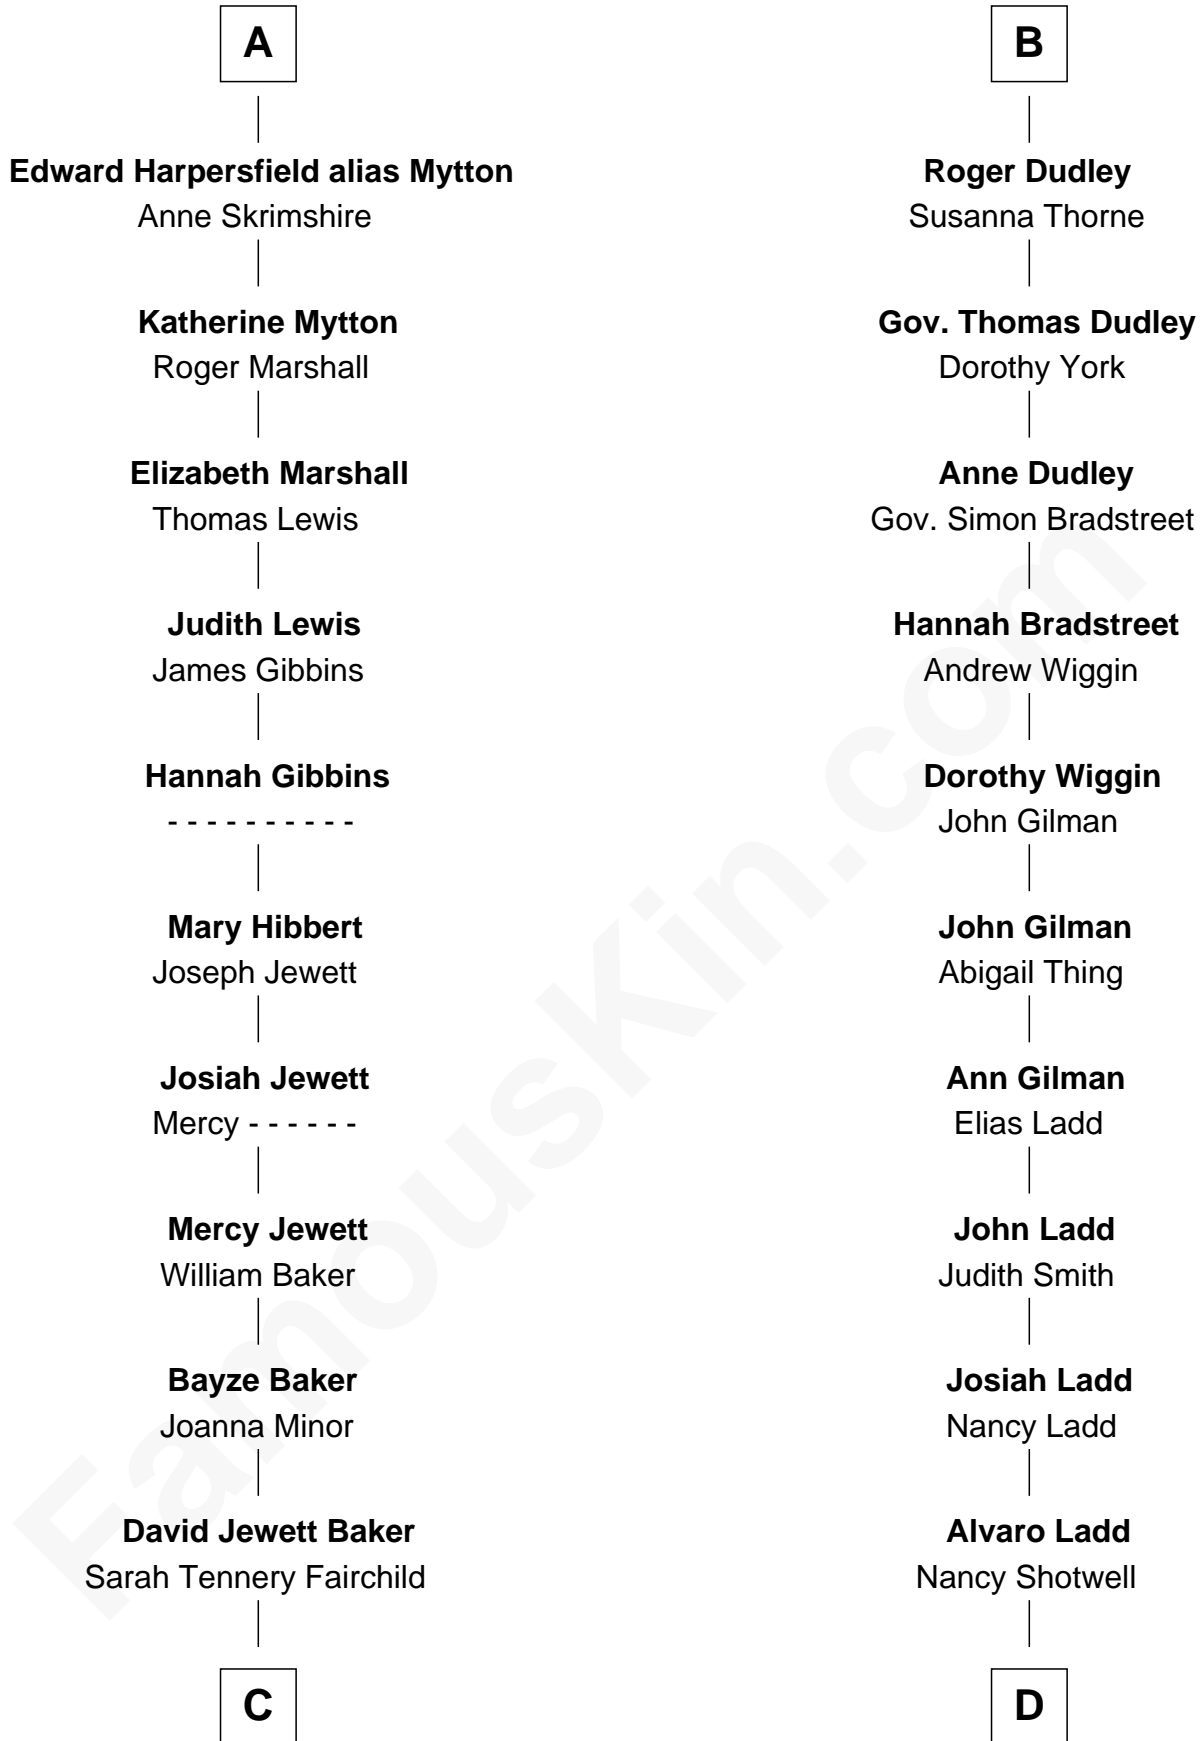 A
Edward Harpersfield alias Mytton
Anne Skrimshire
Katherine Mytton
Roger Marshall
Elizabeth Marshall
Thomas Lewis
Judith Lewis
James Gibbins
Hannah Gibbins
- - - - - - - - - -
Mary Hibbert
Joseph Jewett
Josiah Jewett
Mercy - - - - - -
Mercy Jewett
William Baker
Bayze Baker
Joanna Minor
David Jewett Baker
Sarah Tennery Fairchild
C
B
Roger Dudley
Susanna Thorne
Gov. Thomas Dudley
Dorothy York
Anne Dudley
Gov. Simon Bradstreet
Hannah Bradstreet
Andrew Wiggin
Dorothy Wiggin
John Gilman
John Gilman
Abigail Thing
Ann Gilman
Elias Ladd
John Ladd
Judith Smith
Josiah Ladd
Nancy Ladd
Alvaro Ladd
Nancy Shotwell
D
FamousKin.com